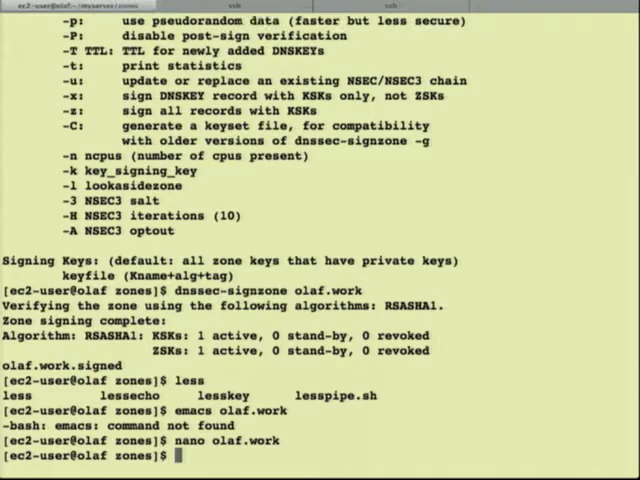 ec2-user@olaf:~/myserver/zones
ssh
ssh
-p: use pseudorandom data (faster but less secure)
-P: disable post-sign verification
-T TTL: TTL for newly added DNSKEYs
-t: print statistics
-u: update or replace an existing NSEC/NSEC3 chain
-x: sign DNSKEY record with KSKs only, not ZSKs
-z: sign all records with KSKs
-C: generate a keyset file, for compatibility
with older versions of dnssec-signzone -g
-n ncpus (number of cpus present)
-k key_signing_key
-l lookasidezone
-3 NSEC3 salt
-H NSEC3 iterations (10)
-A NSEC3 optout
Signing Keys: (default: all zone keys that have private keys)
keyfile (Kname+alg+tag)
[ec2-user@olaf zones]$ dnssec-signzone olaf.work
Verifying the zone using the following algorithms: RSASHA1.
Zone signing complete:
Algorithm: RSASHA1: KSKs: 1 active, 0 stand-by, 0 revoked
ZSKs: 1 active, 0 stand-by, 0 revoked
olaf.work.signed
[ec2-user@olaf zones]$ less
less lessecho lesskey lesspipe.sh
[ec2-user@olaf zones]$ emacs olaf.work
-bash: emacs: command not found
[ec2-user@olaf zones]$ nano olaf.work
[ec2-user@olaf zones]$